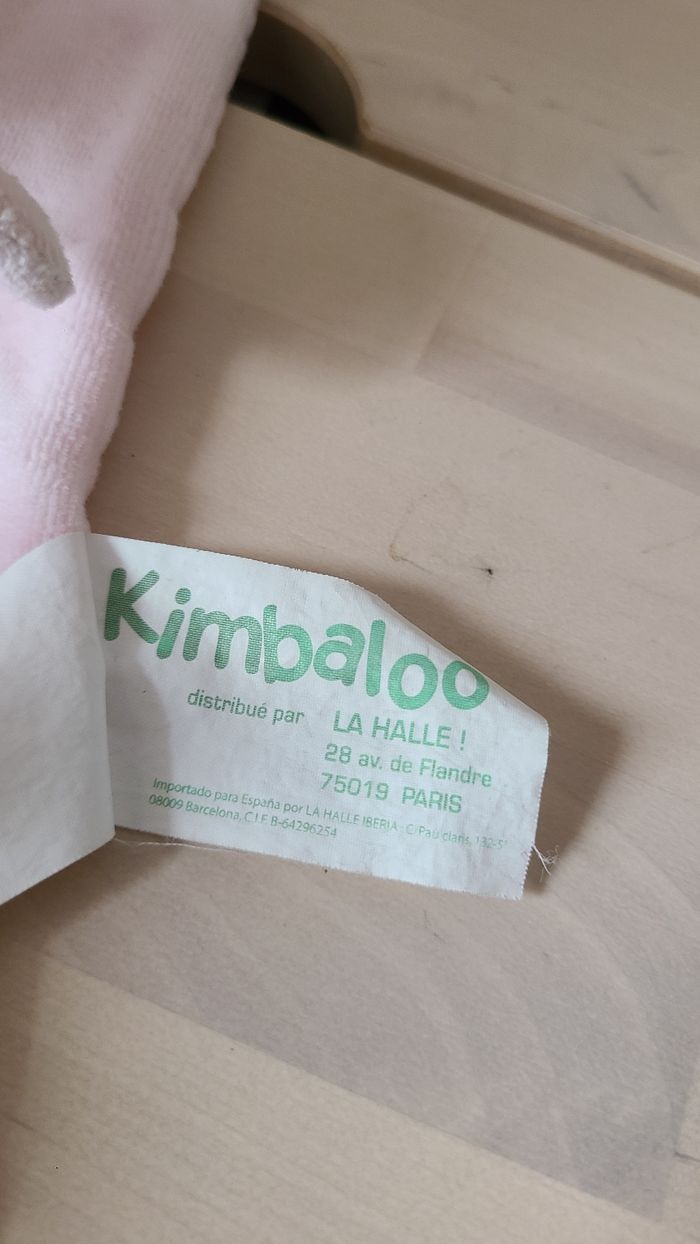 Kimbaloo
distribué par LA HALLE !
28 av. de Flandre
75019 PARIS
Importado para España por LA HALLE IBERIA - C/Pau claris, 132-5°
08009 Barcelona, C.I.F. B-64296254